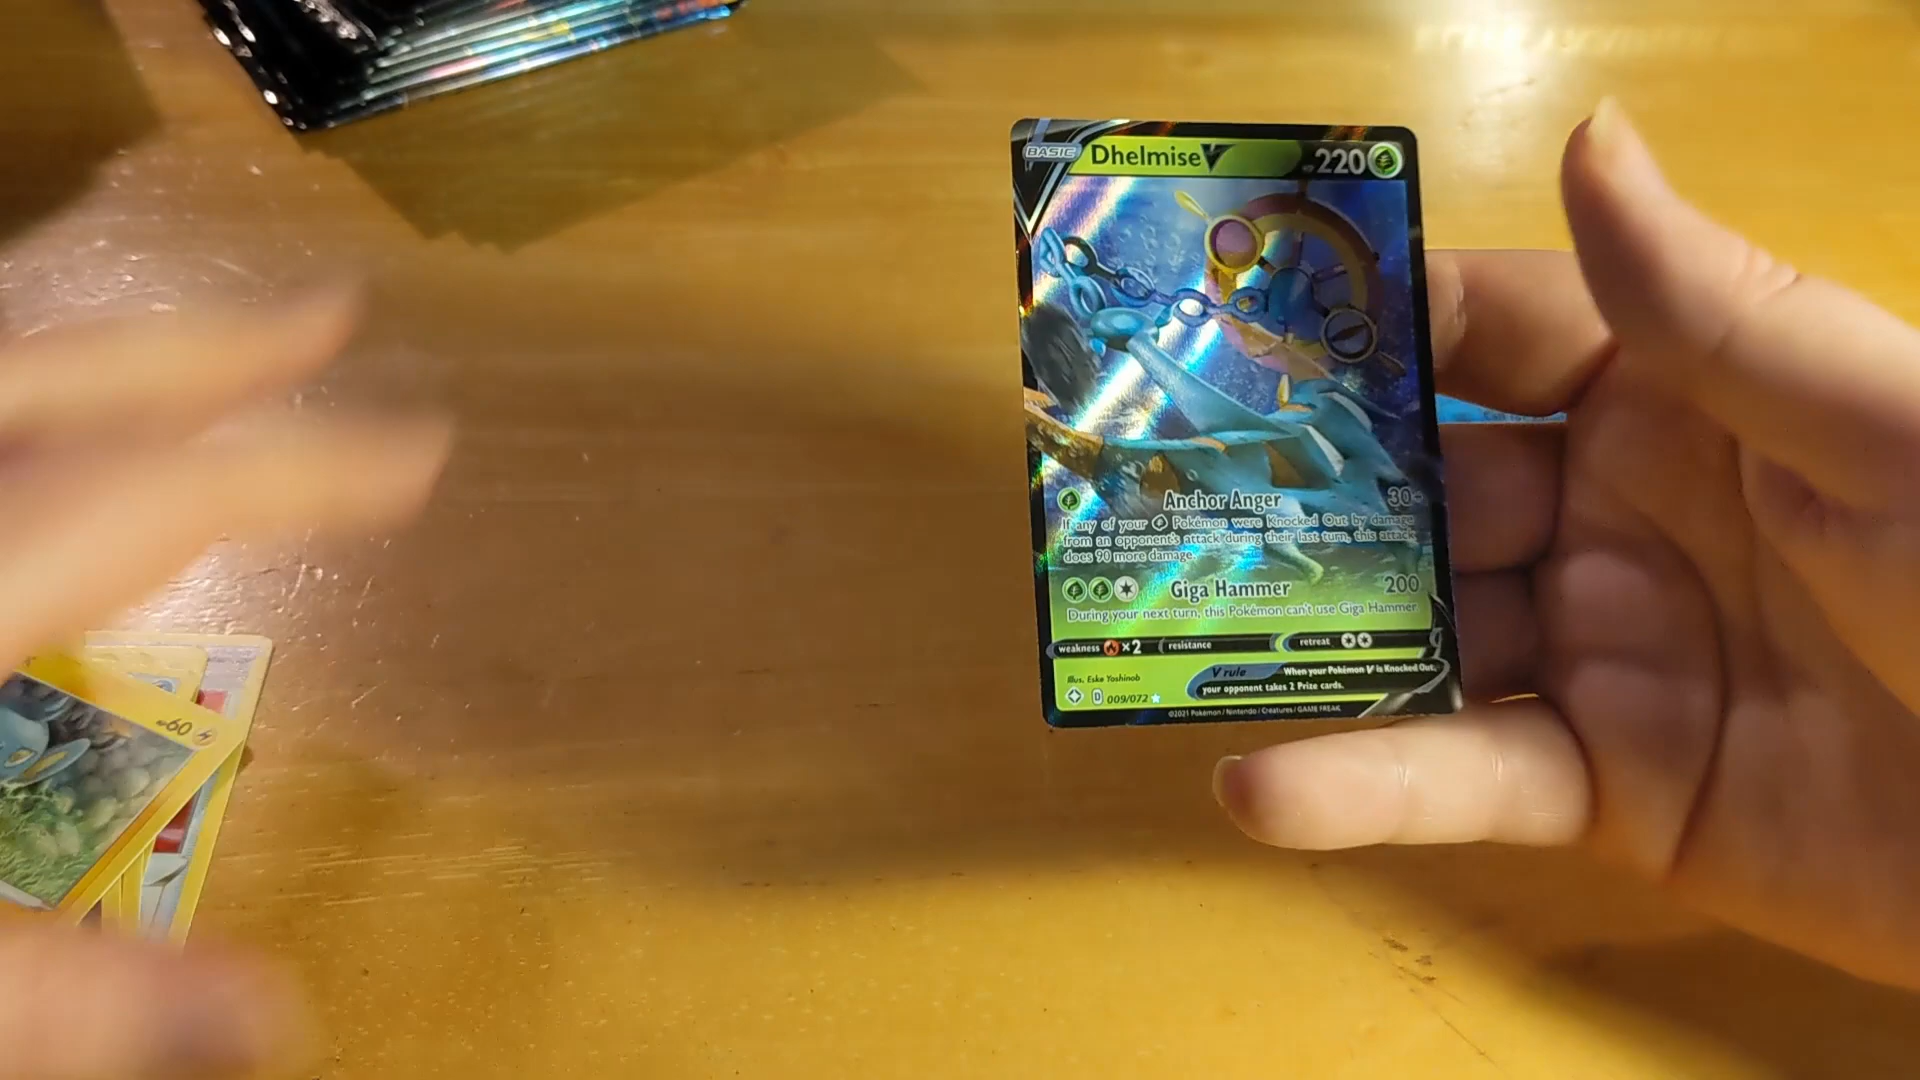 BASIC Dhelmise V HP 220
Anchor Anger 30+
If any of your Pokémon were Knocked Out by damage
from an opponent's attack during their last turn, this attack
does 90 more damage.
Giga Hammer 200
During your next turn, this Pokémon can't use Giga Hammer.
weakness ×2 resistance retreat
V rule When your Pokémon V is Knocked Out,
your opponent takes 2 Prize cards.
Illus. Eske Yoshinob
D 009/072
©2021 Pokémon / Nintendo / Creatures / GAME FREAK
HP 60